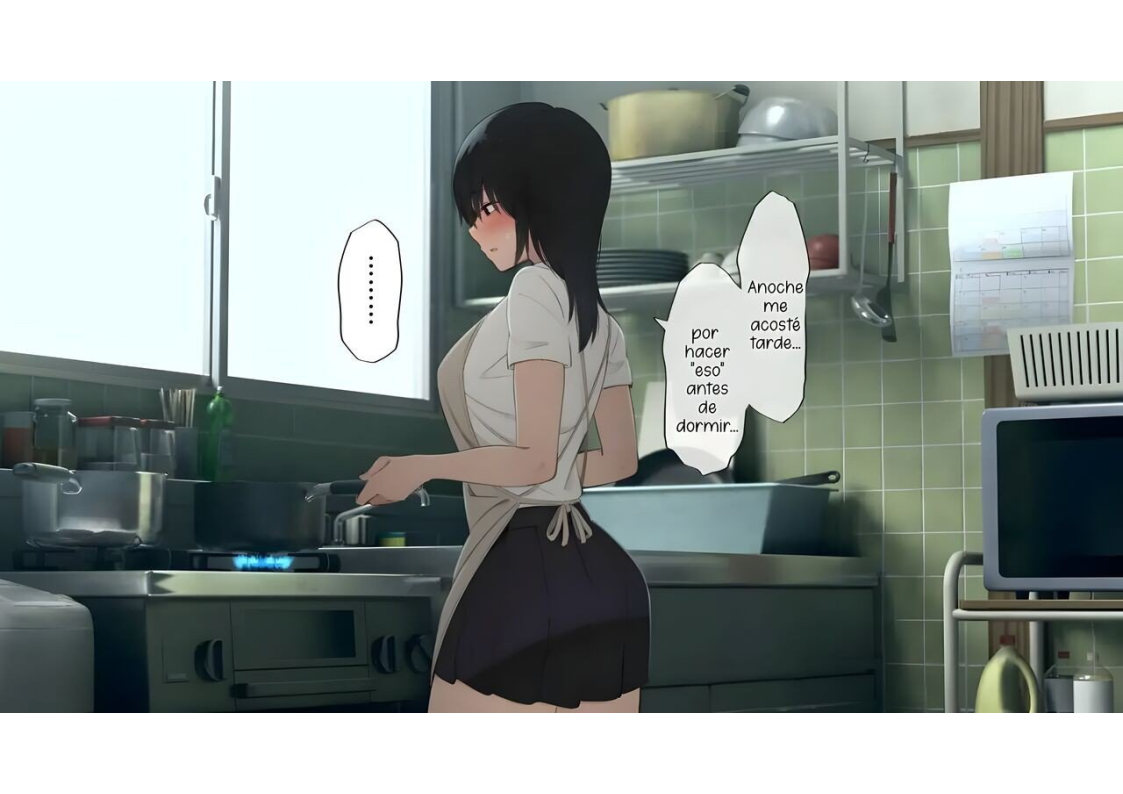 Anoche
me
acosté
tarde...
por
hacer
"eso"
antes
de
dormir...
.........